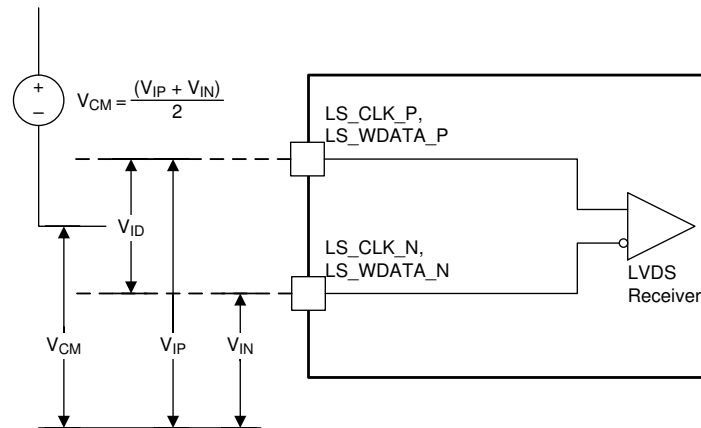 +
−
V_CM = (V_IP + V_IN) / 2
LS_CLK_P,
LS_WDATA_P
V_ID
LS_CLK_N,
LS_WDATA_N
LVDS
Receiver
V_CM
V_IP
V_IN